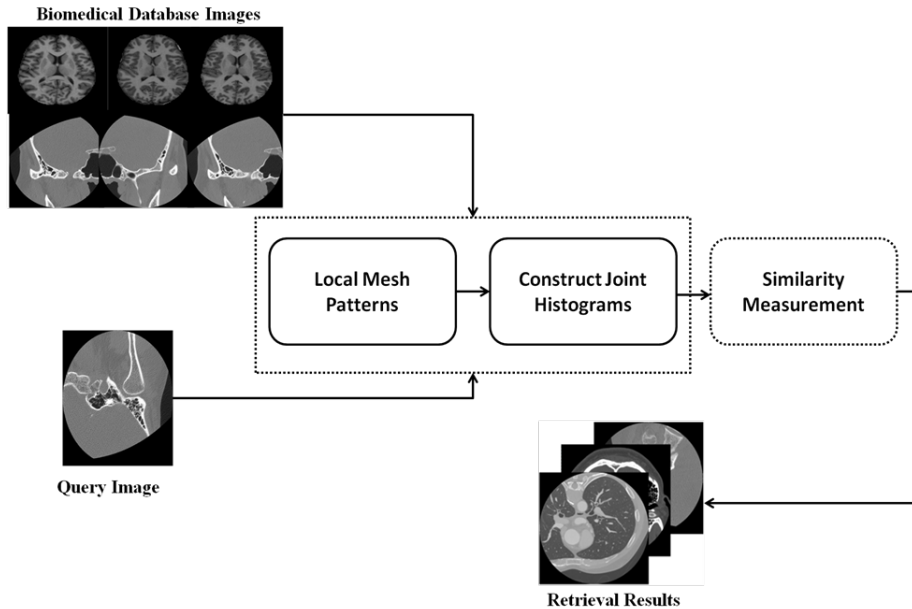 Biomedical Database Images
Local Mesh
Patterns
Construct Joint
Histograms
Similarity
Measurement
Query Image
Retrieval Results